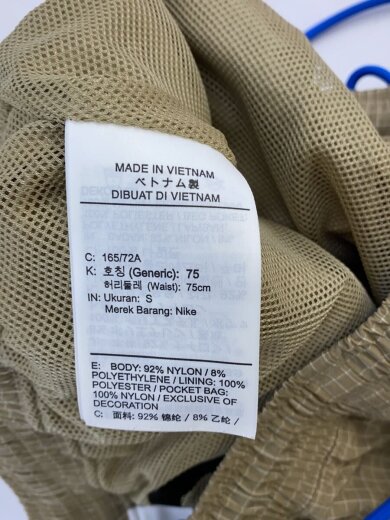 MADE IN VIETNAM
ベトナム製
DIBUAT DI VIETNAM
C: 165/72A
K: 호칭 (Generic): 75
허리둘레 (Waist): 75cm
IN: Ukuran: S
Merek Barang: Nike
E: BODY: 92% NYLON / 8%
POLYETHYLENE / LINING: 100%
POLYESTER / POCKET BAG:
100% NYLON / EXCLUSIVE OF
DECORATION
C: 面料: 92% 锦纶 / 8% 乙纶 /